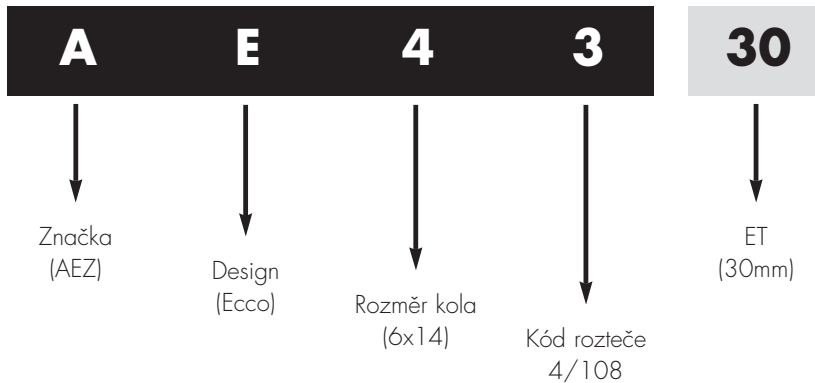 A E 4 3 30
Značka
(AEZ)
Design
(Ecco)
Rozměr kola
(6x14)
Kód rozteče
4/108
ET
(30mm)